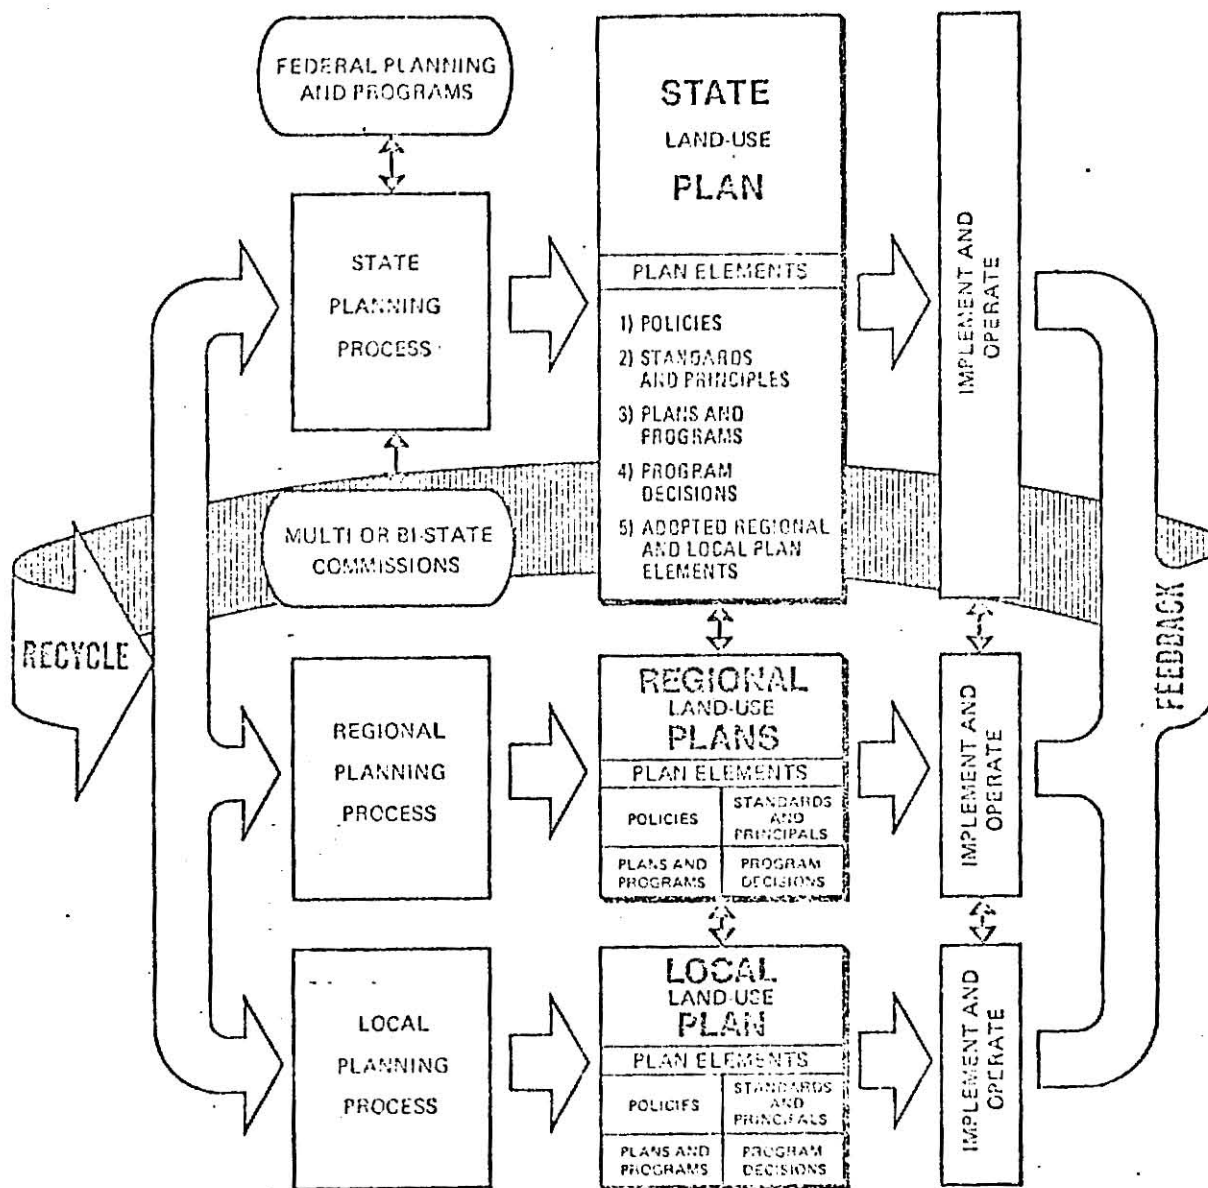 FEDERAL PLANNING
AND PROGRAMS
STATE
PLANNING
PROCESS
MULTI OR BI-STATE
COMMISSIONS
STATE
LAND-USE
PLAN
PLAN ELEMENTS
1) POLICIES
2) STANDARDS
AND PRINCIPLES
3) PLANS AND
PROGRAMS
4) PROGRAM
DECISIONS
5) ADOPTED REGIONAL
AND LOCAL PLAN
ELEMENTS
IMPLEMENT AND
OPERATE
RECYCLE
FEEDBACK
REGIONAL
PLANNING
PROCESS
REGIONAL
LAND-USE
PLANS
PLAN ELEMENTS
POLICIES
STANDARDS
AND
PRINCIPALS
PLANS AND
PROGRAMS
PROGRAM
DECISIONS
IMPLEMENT AND
OPERATE
LOCAL
PLANNING
PROCESS
LOCAL
LAND-USE
PLAN
PLAN ELEMENTS
POLICIES
STANDARDS
AND
PRINCIPALS
PLANS AND
PROGRAMS
PROGRAM
DECISIONS
IMPLEMENT AND
OPERATE